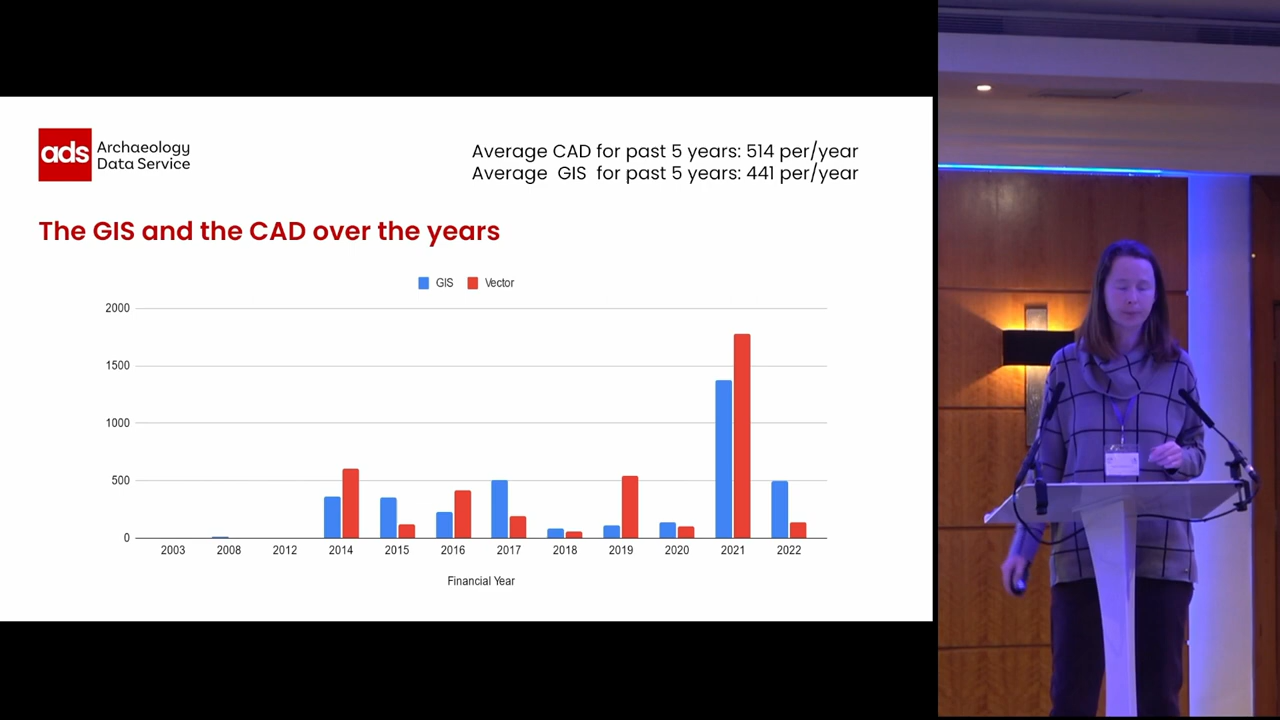 ads
Archaeology
Data Service
Average CAD for past 5 years: 514 per/year
Average GIS for past 5 years: 441 per/year
The GIS and the CAD over the years
GIS
Vector
2000
1500
1000
500
0
2003 2008 2012 2014 2015 2016 2017 2018 2019 2020 2021 2022
Financial Year